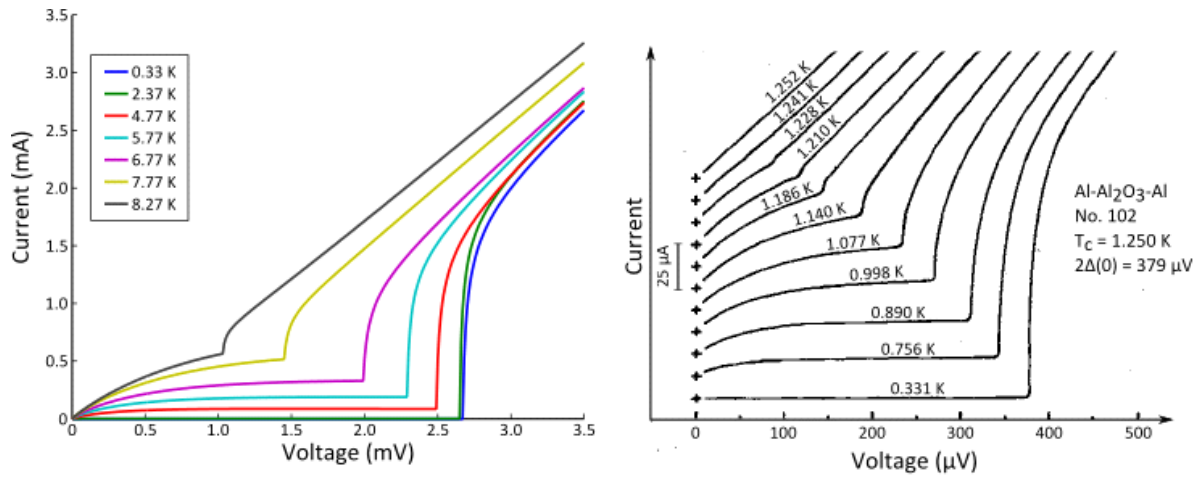 3.5
3.0
2.5
2.0
1.5
1.0
0.5
0
Current (mA)
0.33 K
2.37 K
4.77 K
5.77 K
6.77 K
7.77 K
8.27 K
0
0.5
1.0
1.5
2.0
2.5
3.0
3.5
Voltage (mV)
Current
25 μA
1.252 K
1.241 K
1.228 K
1.210 K
1.186 K
1.140 K
1.077 K
0.998 K
0.890 K
0.756 K
0.331 K
Al-Al₂O₃-Al
No. 102
T_C = 1.250 K
2Δ(0) = 379 μV
0
100
200
300
400
500
Voltage (μV)